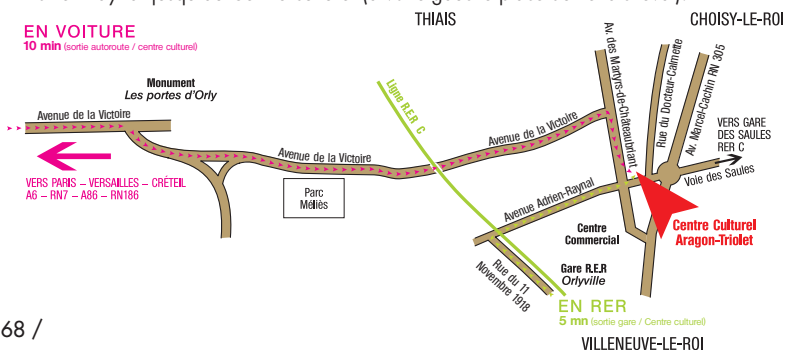 THIAIS
CHOISY-LE-ROI
EN VOITURE
10 min (sortie autoroute / centre culturel)
Monument
Les portes d'Orly
Avenue de la Victoire
Avenue de la Victoire
Avenue de la Victoire
Ligne R.E.R C
Av. des Martyrs-de-Châteaubriant
Rue du Docteur-Calmette
Av. Marcel-Cachin RN 305
VERS GARE
DES SAULES
RER C
Voie des Saules
VERS PARIS – VERSAILLES – CRÉTEIL
A6 – RN7 – A86 – RN186
Parc
Méliès
Avenue Adrien-Raynal
Centre
Commercial
Centre Culturel
Aragon-Triolet
Gare R.E.R
Orlyville
Rue du 11
Novembre 1918
EN RER
5 mn (sortie gare / Centre culturel)
68 /
VILLENEUVE-LE-ROI